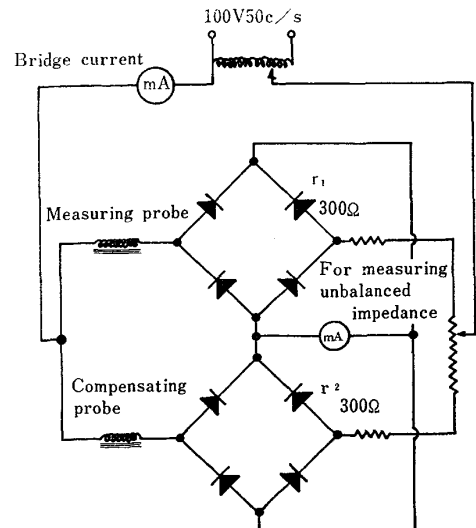 100V50c/s
Bridge current
mA
r₁
300Ω
Measuring probe
For measuring
unbalanced
impedance
mA
Compensating
probe
r²
300Ω